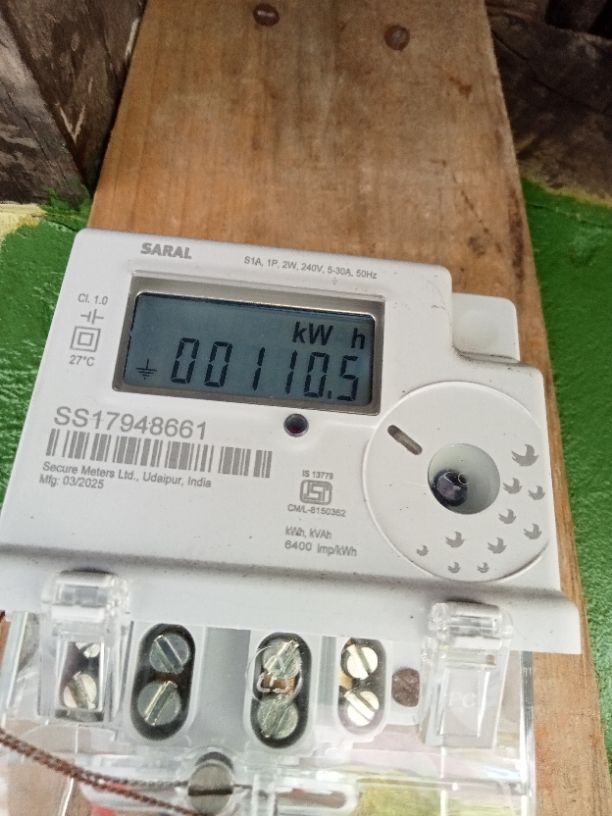 SARAL
S1A, 1P, 2W, 240V, 5-30A, 50Hz
Cl. 1.0
27°C
kW h
00110.5
SS17948661
Secure Meters Ltd., Udaipur, India
Mfg: 03/2025
IS 13779
ISI
CM/L-8150362
kWh, kVAh
6400 imp/kWh